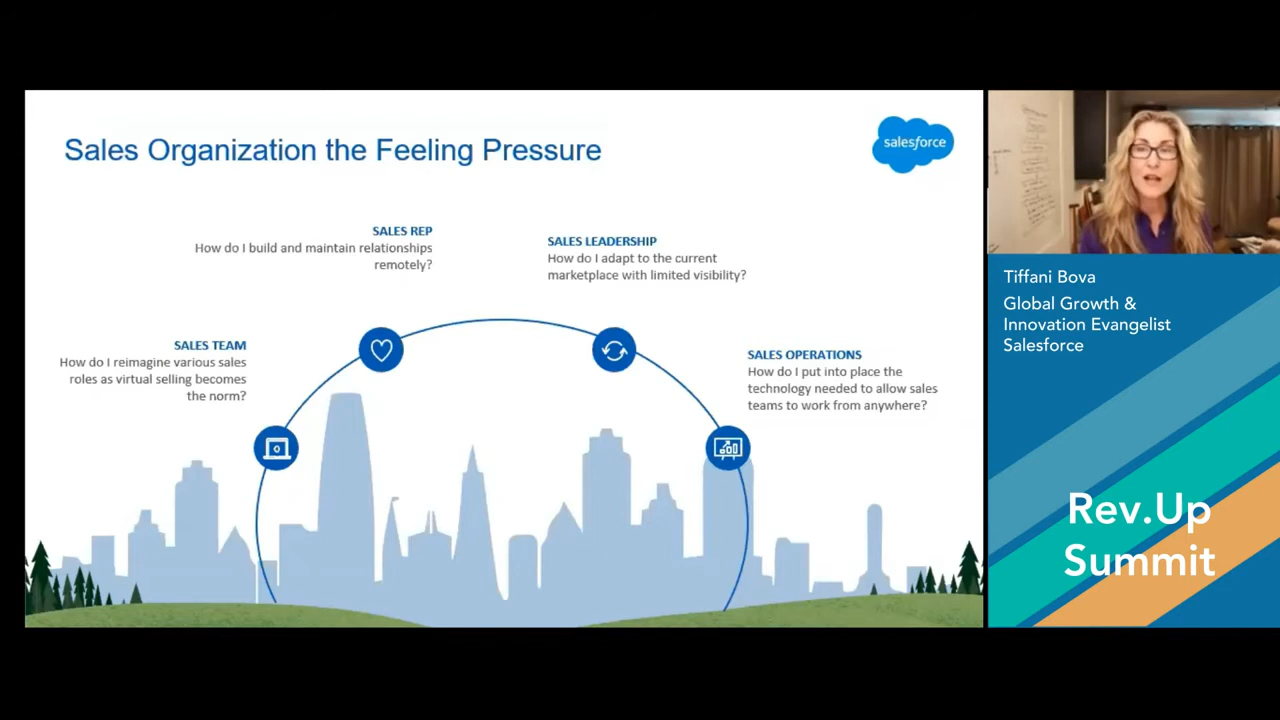 Sales Organization the Feeling Pressure
salesforce
SALES REP
How do I build and maintain relationships
remotely?
SALES LEADERSHIP
How do I adapt to the current
marketplace with limited visibility?
SALES TEAM
How do I reimagine various sales
roles as virtual selling becomes
the norm?
SALES OPERATIONS
How do I put into place the
technology needed to allow sales
teams to work from anywhere?
Tiffani Bova
Global Growth &
Innovation Evangelist
Salesforce
Rev.Up
Summit